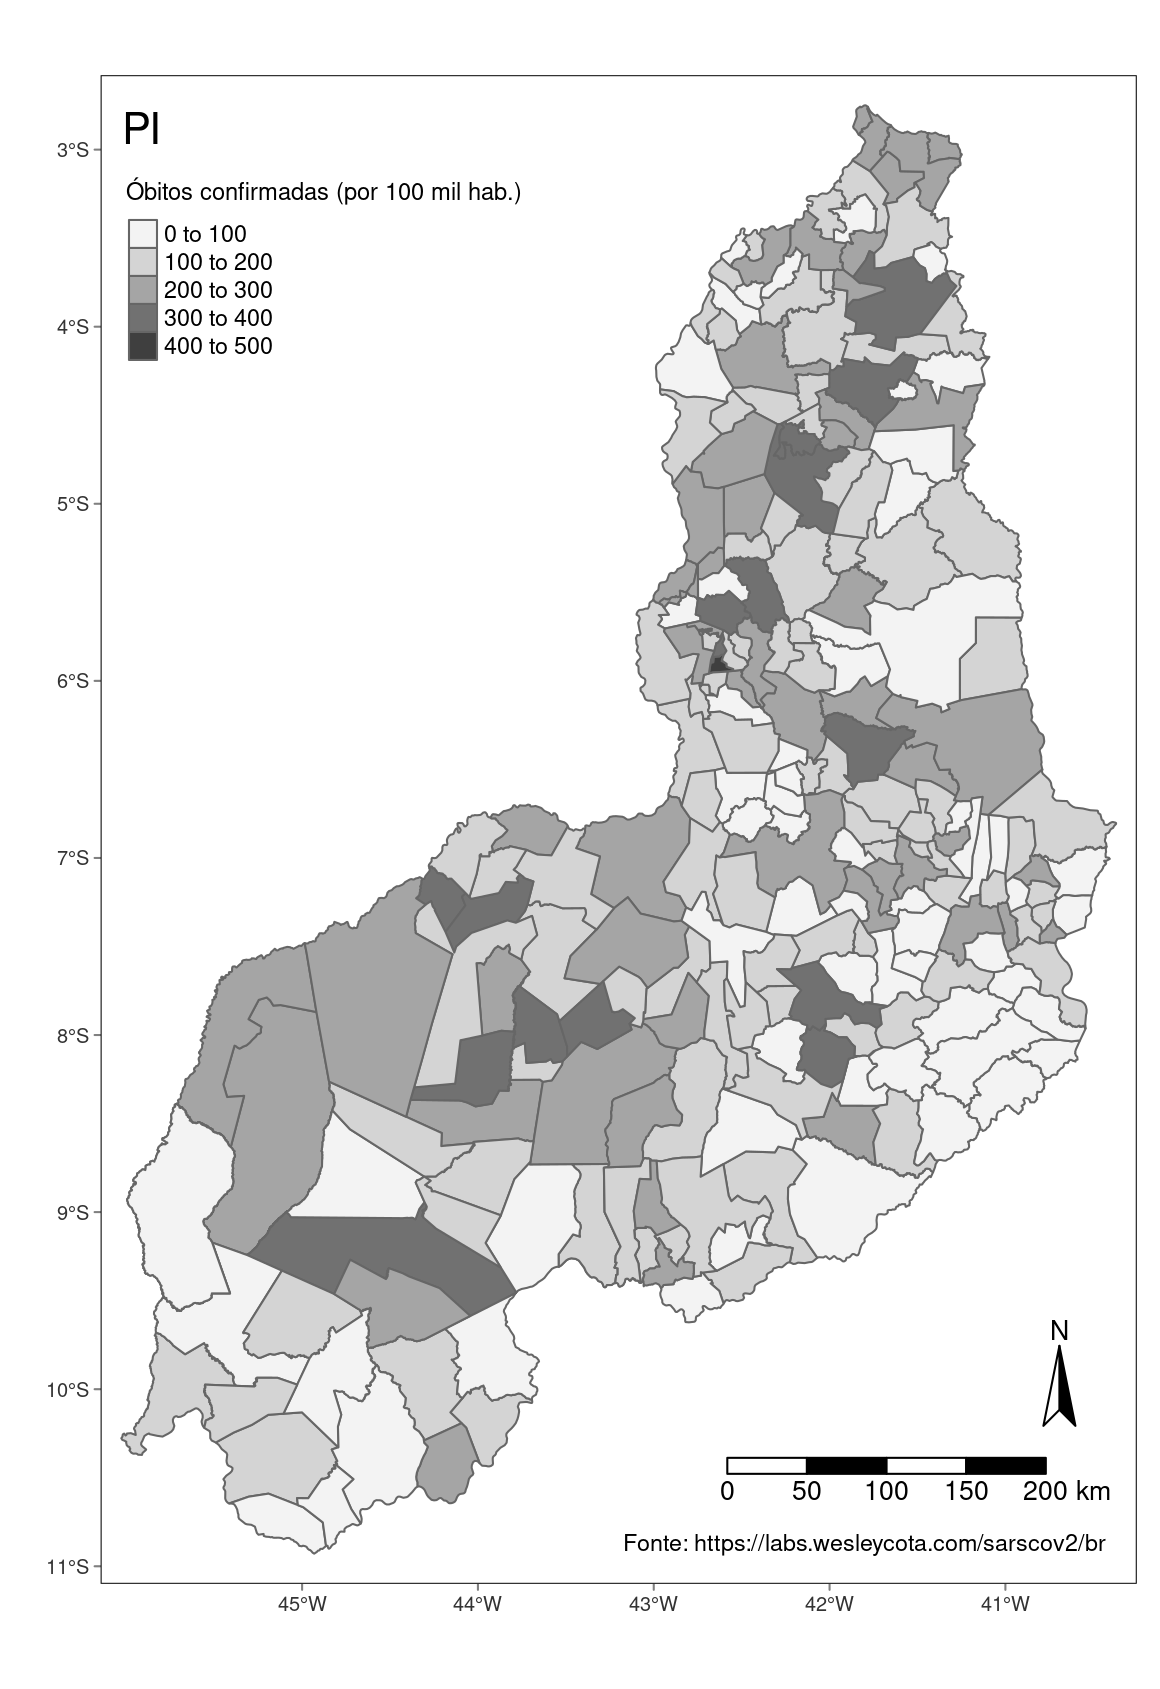 PI
Óbitos confirmadas (por 100 mil hab.)
0 to 100
100 to 200
200 to 300
300 to 400
400 to 500
3°S
4°S
5°S
6°S
7°S
8°S
9°S
10°S
11°S
N
0 50 100 150 200 km
Fonte: https://labs.wesleycota.com/sarscov2/br
45°W 44°W 43°W 42°W 41°W